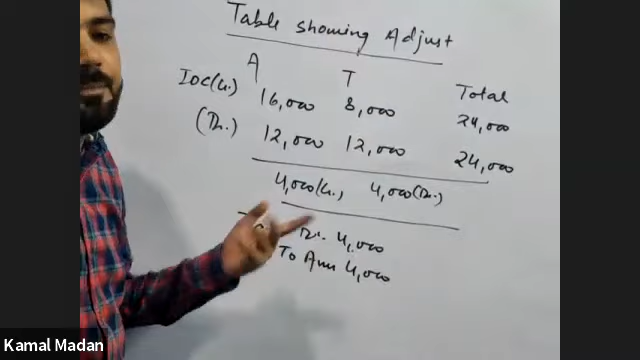 Table showing Adjust
A T Total
IOC(Cr.) 16,000 8,000 24,000
(Dr.) 12,000 12,000 24,000
4,000(Cr.) 4,000(Dr.)
Dr. 4,000
To Ann 4,000
Kamal Madan